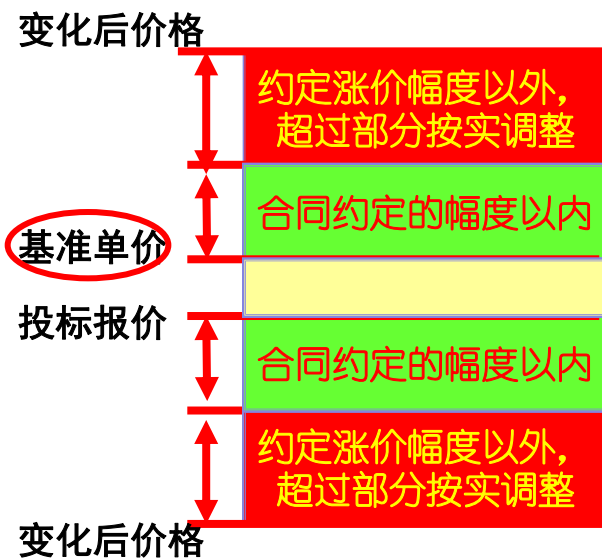 变化后价格
约定涨价幅度以外，
超过部分按实调整
合同约定的幅度以内
基准单价
投标报价
合同约定的幅度以内
约定涨价幅度以外，
超过部分按实调整
变化后价格